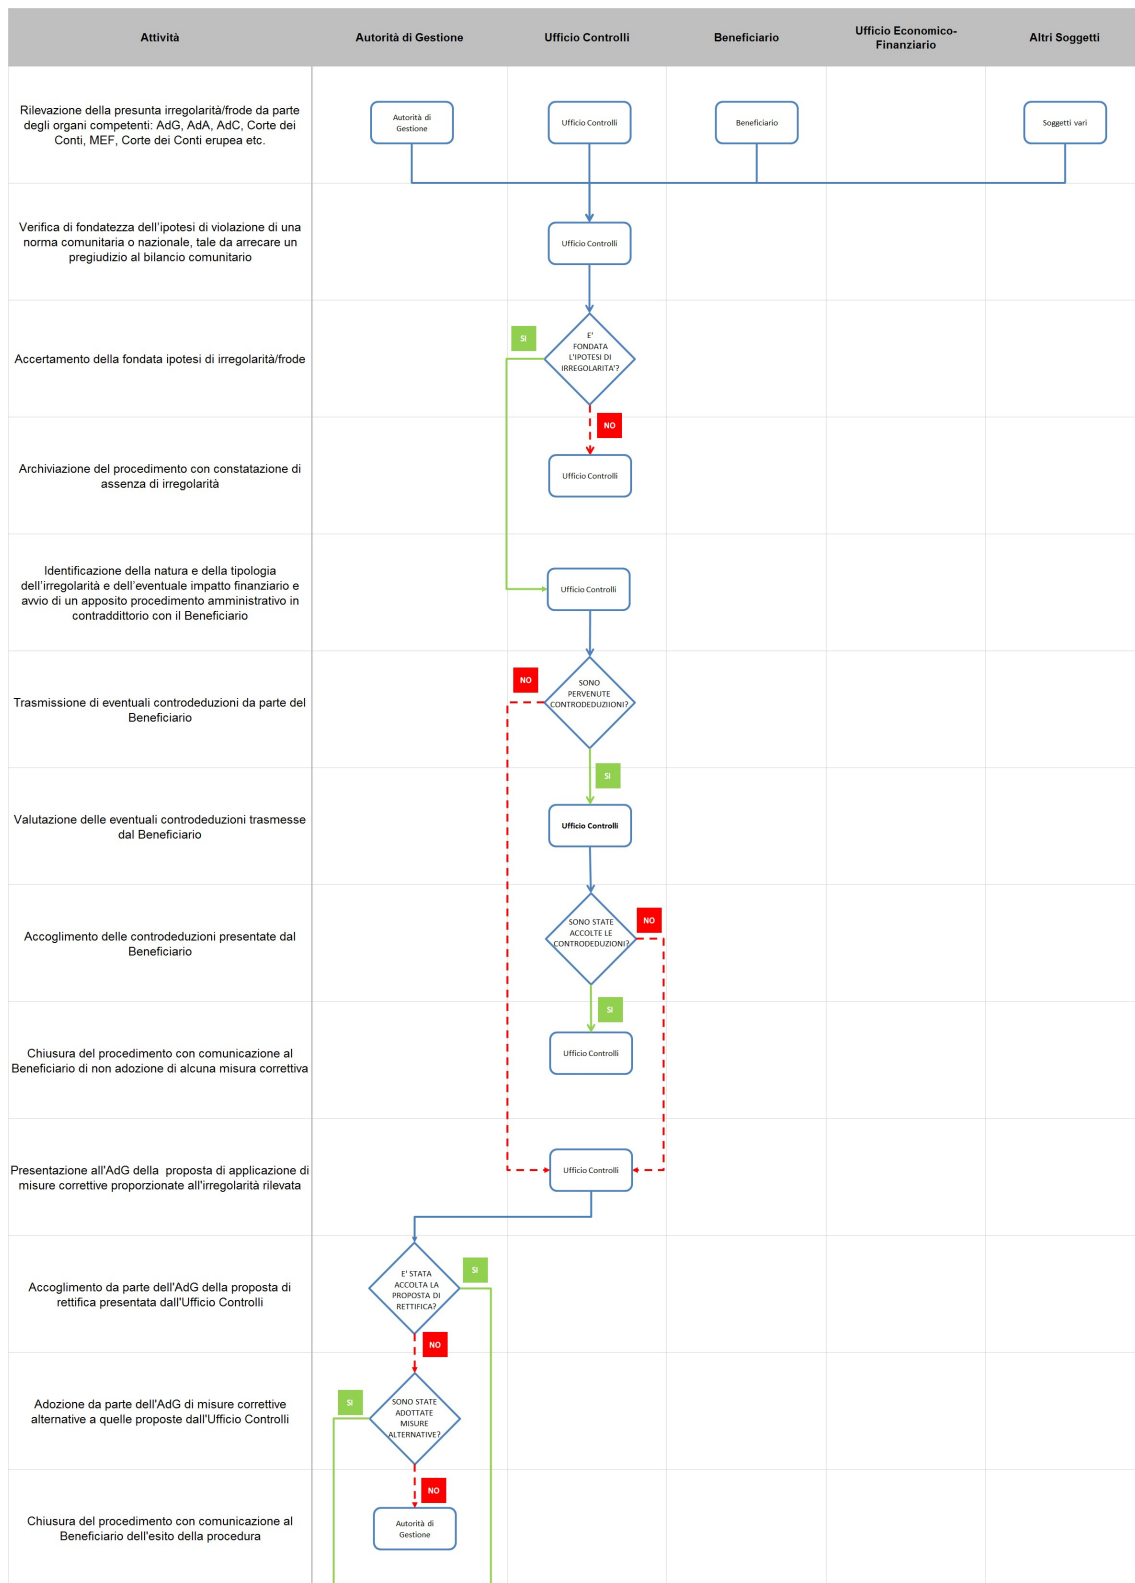 Attività
Autorità di Gestione
Ufficio Controlli
Beneficiario
Ufficio Economico-
Finanziario
Altri Soggetti
Rilevazione della presunta irregolarità/frode da parte
degli organi competenti: AdG, AdA, AdC, Corte dei
Conti, MEF, Corte dei Conti erupea etc.
Autorità di
Gestione
Ufficio Controlli
Beneficiario
Soggetti vari
Verifica di fondatezza dell'ipotesi di violazione di una
norma comunitaria o nazionale, tale da arrecare un
pregiudizio al bilancio comunitario
Ufficio Controlli
Accertamento della fondata ipotesi di irregolarità/frode
SI
E'
FONDATA
L'IPOTESI DI
IRREGOLARITA'?
NO
Archiviazione del procedimento con constatazione di
assenza di irregolarità
Ufficio Controlli
Identificazione della natura e della tipologia
dell'irregolarità e dell'eventuale impatto finanziario e
avvio di un apposito procedimento amministrativo in
contraddittorio con il Beneficiario
Ufficio Controlli
Trasmissione di eventuali controdeduzioni da parte del
Beneficiario
NO
SONO
PERVENUTE
CONTRODEDUZIIONI?
SI
Valutazione delle eventuali controdeduzioni trasmesse
dal Beneficiario
Ufficio Controlli
Accoglimento delle controdeduzioni presentate dal
Beneficiario
SONO STATE
ACCOLTE LE
CONTRODEDUZIONI?
NO
SI
Chiusura del procedimento con comunicazione al
Beneficiario di non adozione di alcuna misura correttiva
Ufficio Controlli
Presentazione all'AdG della proposta di applicazione di
misure correttive proporzionate all'irregolarità rilevata
Ufficio Controlli
Accoglimento da parte dell'AdG della proposta di
rettifica presentata dall'Ufficio Controlli
E' STATA
ACCOLTA LA
PROPOSTA DI
RETTIFICA?
SI
NO
Adozione da parte dell'AdG di misure correttive
alternative a quelle proposte dall'Ufficio Controlli
SI
SONO STATE
ADOTTATE
MISURE
ALTERNATIVE?
NO
Chiusura del procedimento con comunicazione al
Beneficiario dell'esito della procedura
Autorità di
Gestione